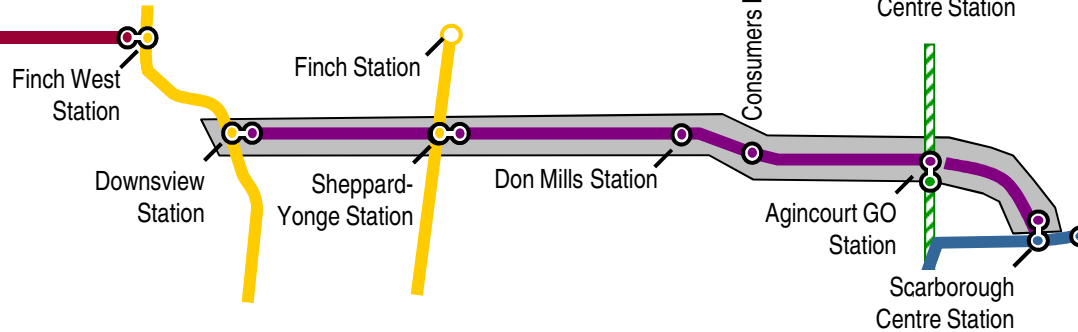 Centre Station
Consumers
Finch West
Station
Finch Station
Downsview
Station
Sheppard-
Yonge Station
Don Mills Station
Agincourt GO
Station
Scarborough
Centre Station